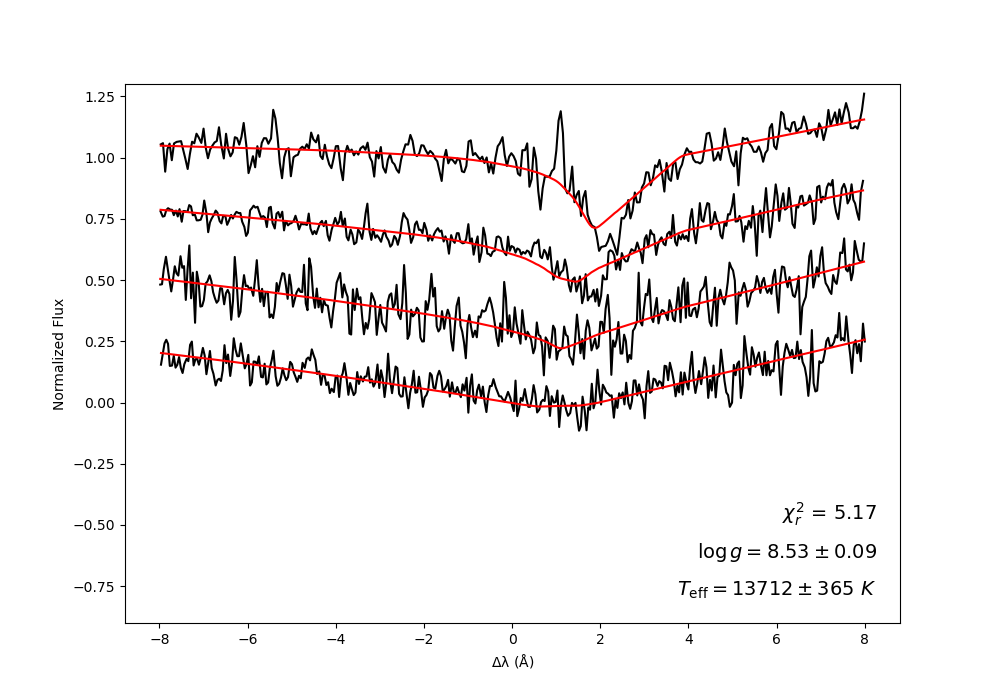 Normalized Flux
1.25
1.00
0.75
0.50
0.25
0.00
−0.25
−0.50
−0.75
χ²ᵣ = 5.17
log g = 8.53 ± 0.09
T_eff = 13712 ± 365 K
−8 −6 −4 −2 0 2 4 6 8
Δλ (Å)